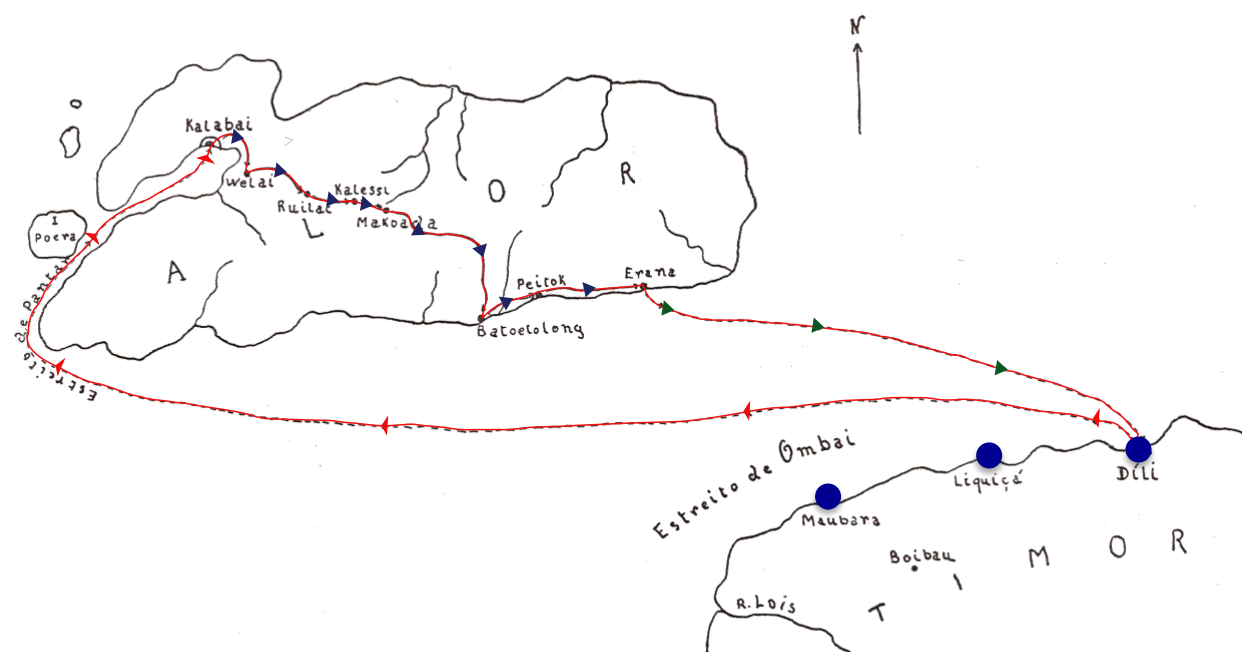 N
Kalabai
Welai
Ruilac
Kalessi
Makoada
A
L
O
R
I
Poera
Estreito de Pantar
Peitok
Erana
Batoelolong
Estreito de Ombai
Maubara
Liquiçá
Díli
Boibau
R. Lois
T I M O R